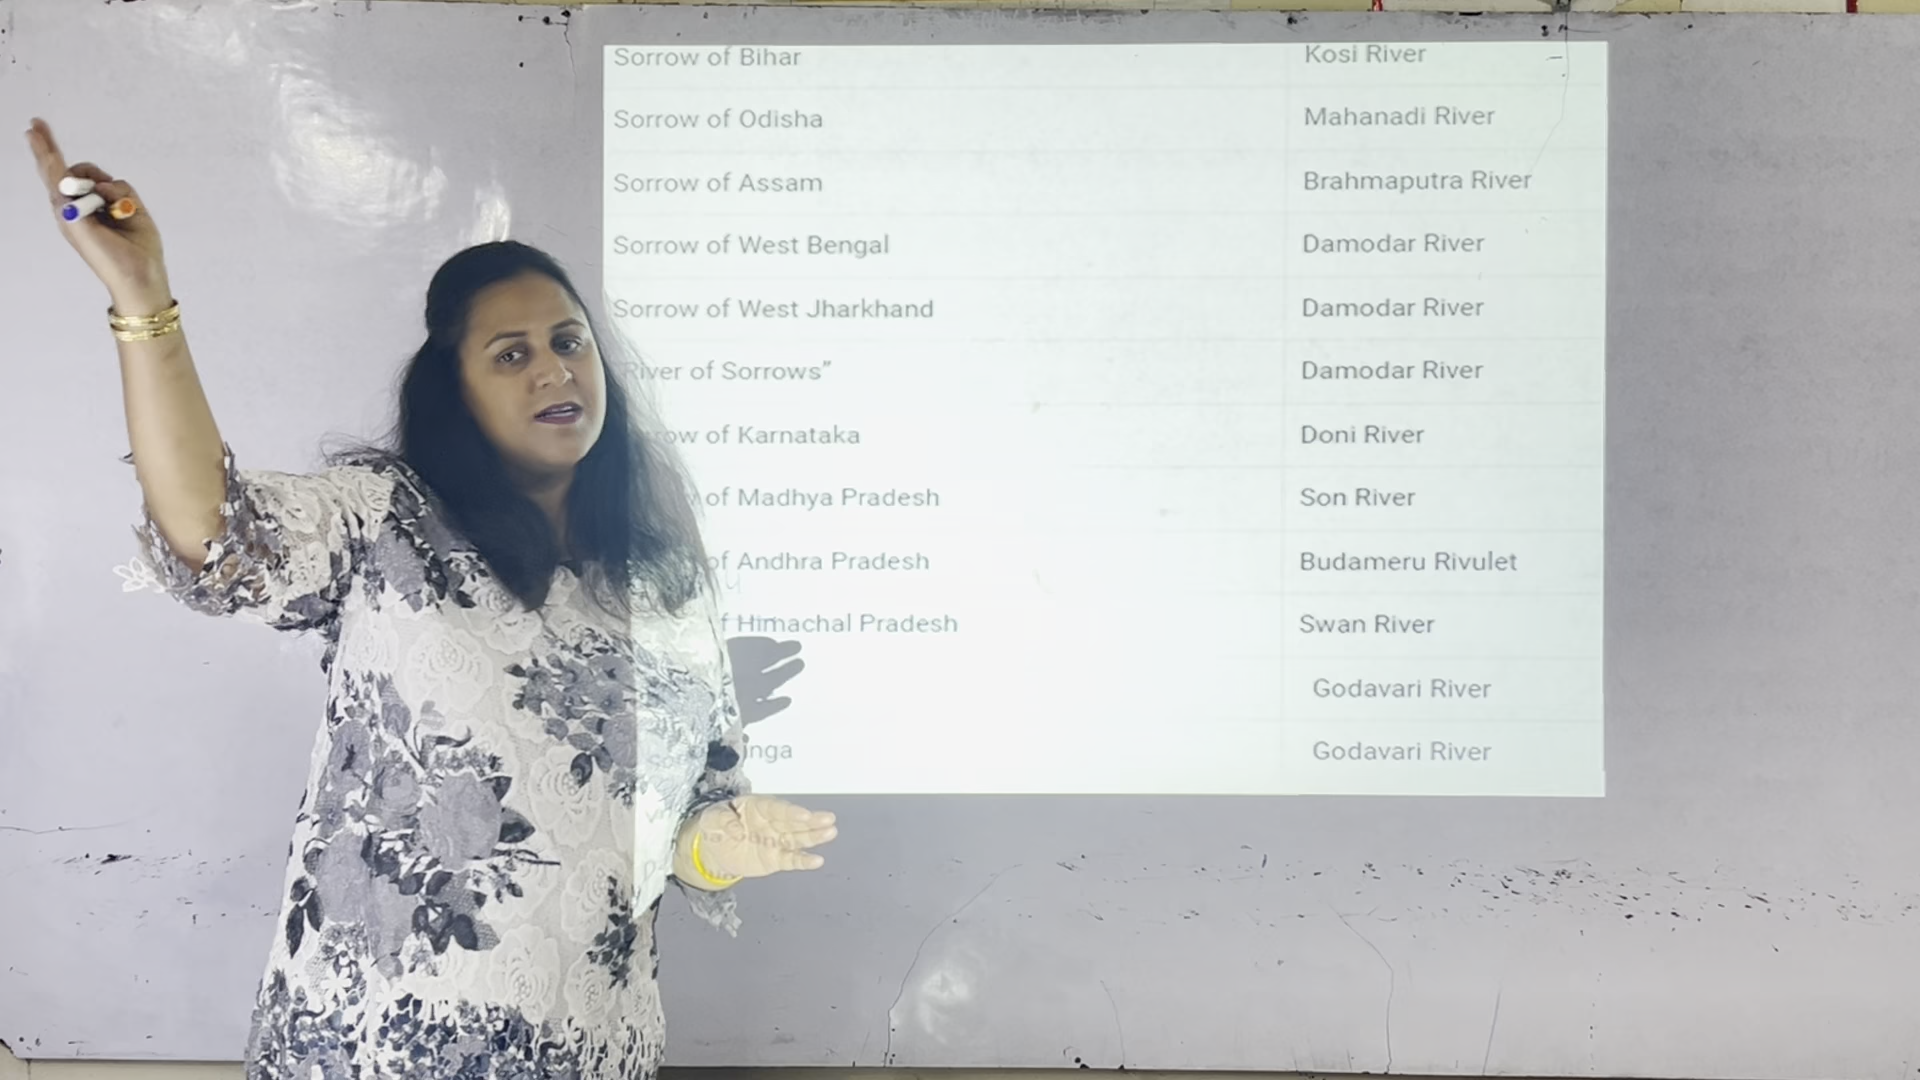 Sorrow of Bihar Kosi River
Sorrow of Odisha Mahanadi River
Sorrow of Assam Brahmaputra River
Sorrow of West Bengal Damodar River
Sorrow of West Jharkhand Damodar River
River of Sorrows” Damodar River
of Karnataka Doni River
of Madhya Pradesh Son River
of Andhra Pradesh Budameru Rivulet
Himachal Pradesh Swan River
Godavari River
Godavari River